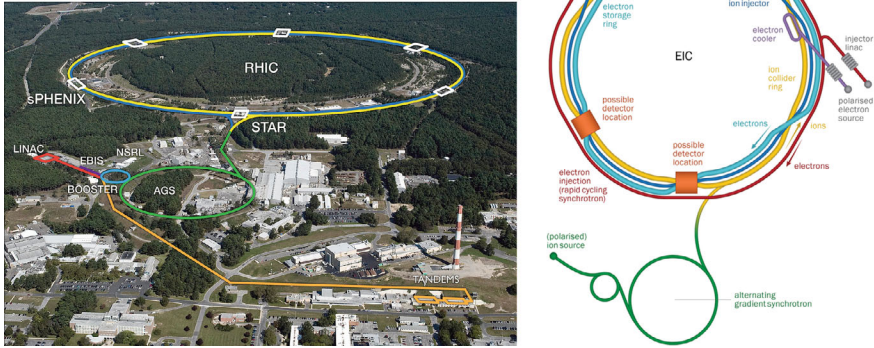 RHIC
sPHENIX
STAR
LINAC
EBIS
NSRL
BOOSTER
AGS
TANDEMS
electron
storage
ring
ion injector
electron
cooler
injector
linac
EIC
ion
collider
ring
polarised
electron
source
possible
detector
location
possible
detector
location
electrons
ions
electrons
electron
injection
(rapid cycling
synchrotron)
(polarised)
ion source
alternating
gradient synchrotron